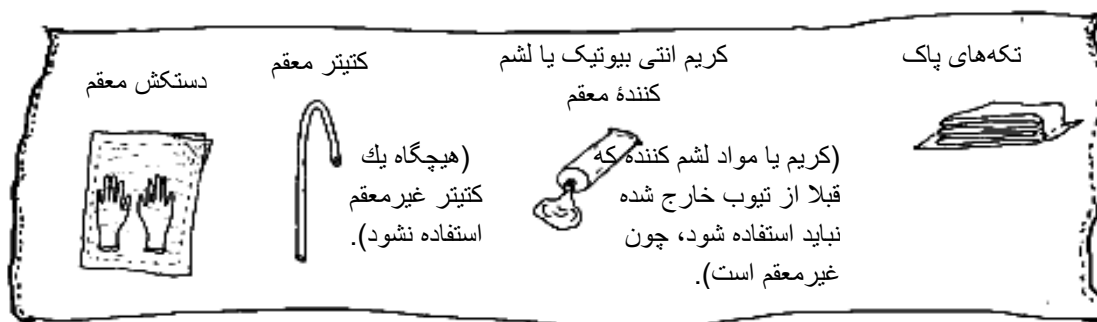 تکه‌های پاک
کریم انتی بیوتیک یا لشم
کنندهٔ معقم
(کریم یا مواد لشم کننده که
قبلا از تیوب خارج شده
نباید استفاده شود، چون
غیرمعقم است).
کتیتر معقم
(هیچگاه یك
کتیتر غیرمعقم
استفاده نشود).
دستکش معقم